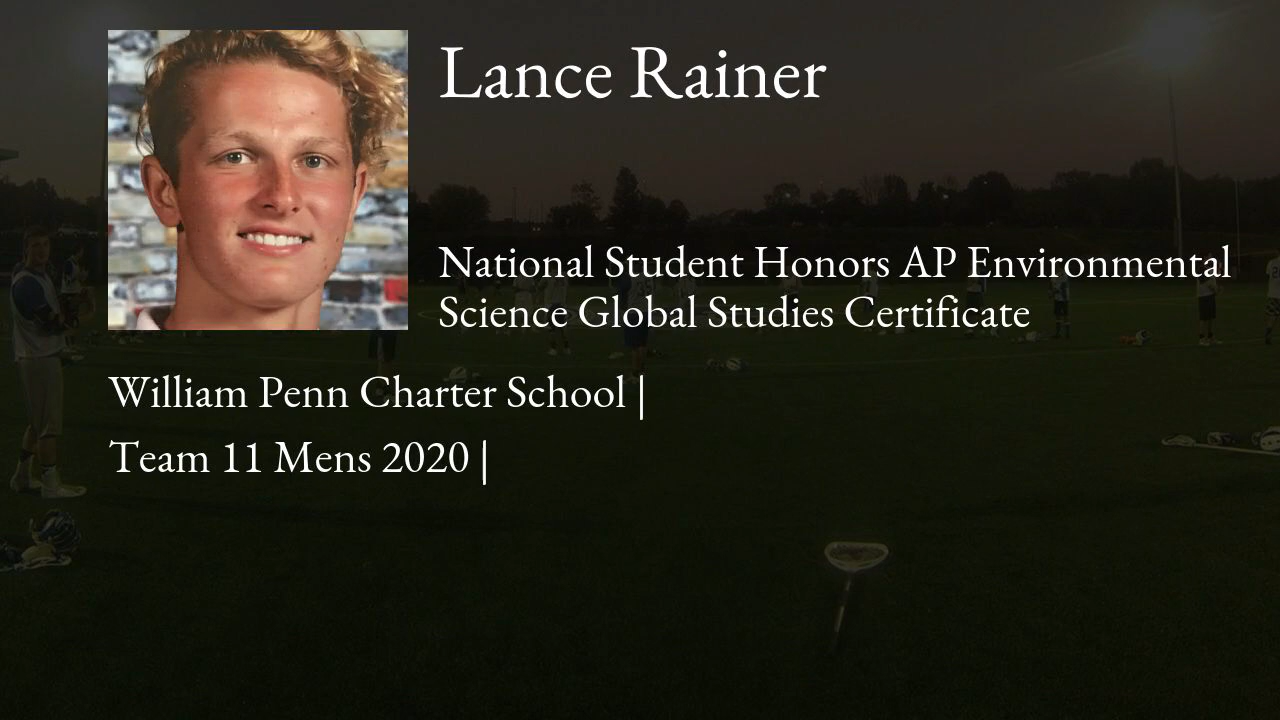 Lance Rainer
National Student Honors AP Environmental
Science Global Studies Certificate
William Penn Charter School |
Team 11 Mens 2020 |